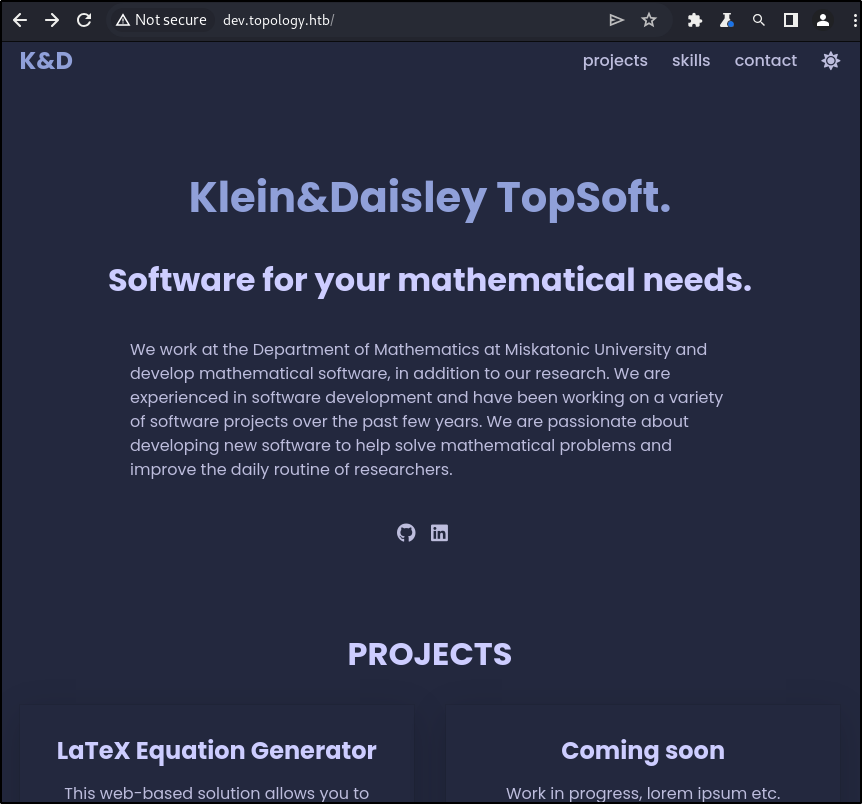 Not secure dev.topology.htb/
K&D projects skills contact
Klein&Daisley TopSoft.
Software for your mathematical needs.
We work at the Department of Mathematics at Miskatonic University and
develop mathematical software, in addition to our research. We are
experienced in software development and have been working on a variety
of software projects over the past few years. We are passionate about
developing new software to help solve mathematical problems and
improve the daily routine of researchers.
in
PROJECTS
LaTeX Equation Generator
This web-based solution allows you to
Coming soon
Work in progress, lorem ipsum etc.